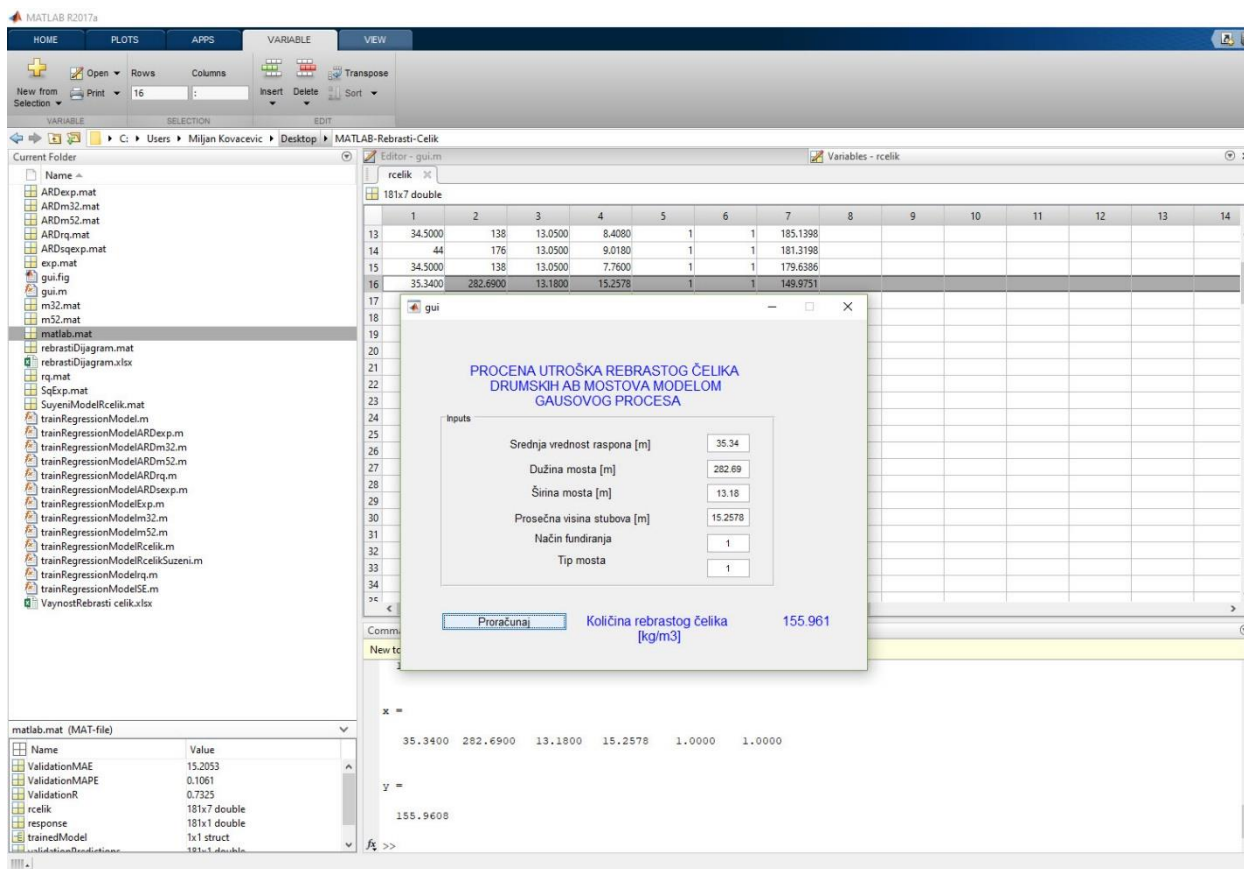 MATLAB R2017a
HOME PLOTS APPS VARIABLE VIEW
New from Selection
Open
Print
Rows Columns
16 :
Insert Delete
Transpose
Sort
VARIABLE SELECTION EDIT
C: Users Miljan Kovacevic Desktop MATLAB-Rebrasti-Celik
Current Folder
Name
ARDexp.mat
ARDm32.mat
ARDm52.mat
ARDrq.mat
ARDsqexp.mat
exp.mat
gui.fig
gui.m
m32.mat
m52.mat
matlab.mat
rebrastiDijagram.mat
rebrastiDijagram.xlsx
rq.mat
SqExp.mat
SuyeniModelRcelik.mat
trainRegressionModel.m
trainRegressionModelARDexp.m
trainRegressionModelARDm32.m
trainRegressionModelARDm52.m
trainRegressionModelARDrq.m
trainRegressionModelARDsexp.m
trainRegressionModelExp.m
trainRegressionModelm32.m
trainRegressionModelm52.m
trainRegressionModelRcelik.m
trainRegressionModelRcelikSuzeni.m
trainRegressionModelrq.m
trainRegressionModelSE.m
VaynostRebrasti celik.xlsx
matlab.mat (MAT-file)
Name Value
ValidationMAE 15.2053
ValidationMAPE 0.1061
ValidationR 0.7325
rcelik 181x7 double
response 181x1 double
trainedModel 1x1 struct
validationPredictions 181x1 double
Editor - gui.m
Variables - rcelik
rcelik
181x7 double
1 2 3 4 5 6 7 8 9 10 11 12 13 14
13 34.5000 138 13.0500 8.4080 1 1 185.1398
14 44 176 13.0500 9.0180 1 1 181.3198
15 34.5000 138 13.0500 7.7600 1 1 179.6386
16 35.3400 282.6900 13.1800 15.2578 1 1 149.9751
17
18
19
20
21
22
23
24
25
26
27
28
29
30
31
32
33
34
gui
PROCENA UTROŠKA REBRASTOG ČELIKA
DRUMSKIH AB MOSTOVA MODELOM
GAUSOVOG PROCESA
Inputs
Srednja vrednost raspona [m] 35.34
Dužina mosta [m] 282.69
Širina mosta [m] 13.18
Prosečna visina stubova [m] 15.2578
Način fundiranja 1
Tip mosta 1
Proračunaj Količina rebrastog čelika 155.961
[kg/m3]
x =
35.3400 282.6900 13.1800 15.2578 1.0000 1.0000
y =
155.9608
fx >>